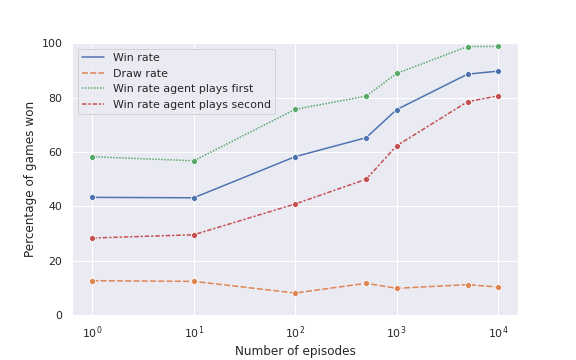 100
80
60
40
20
0
Percentage of games won
Win rate
Draw rate
Win rate agent plays first
Win rate agent plays second
10⁰ 10¹ 10² 10³ 10⁴
Number of episodes